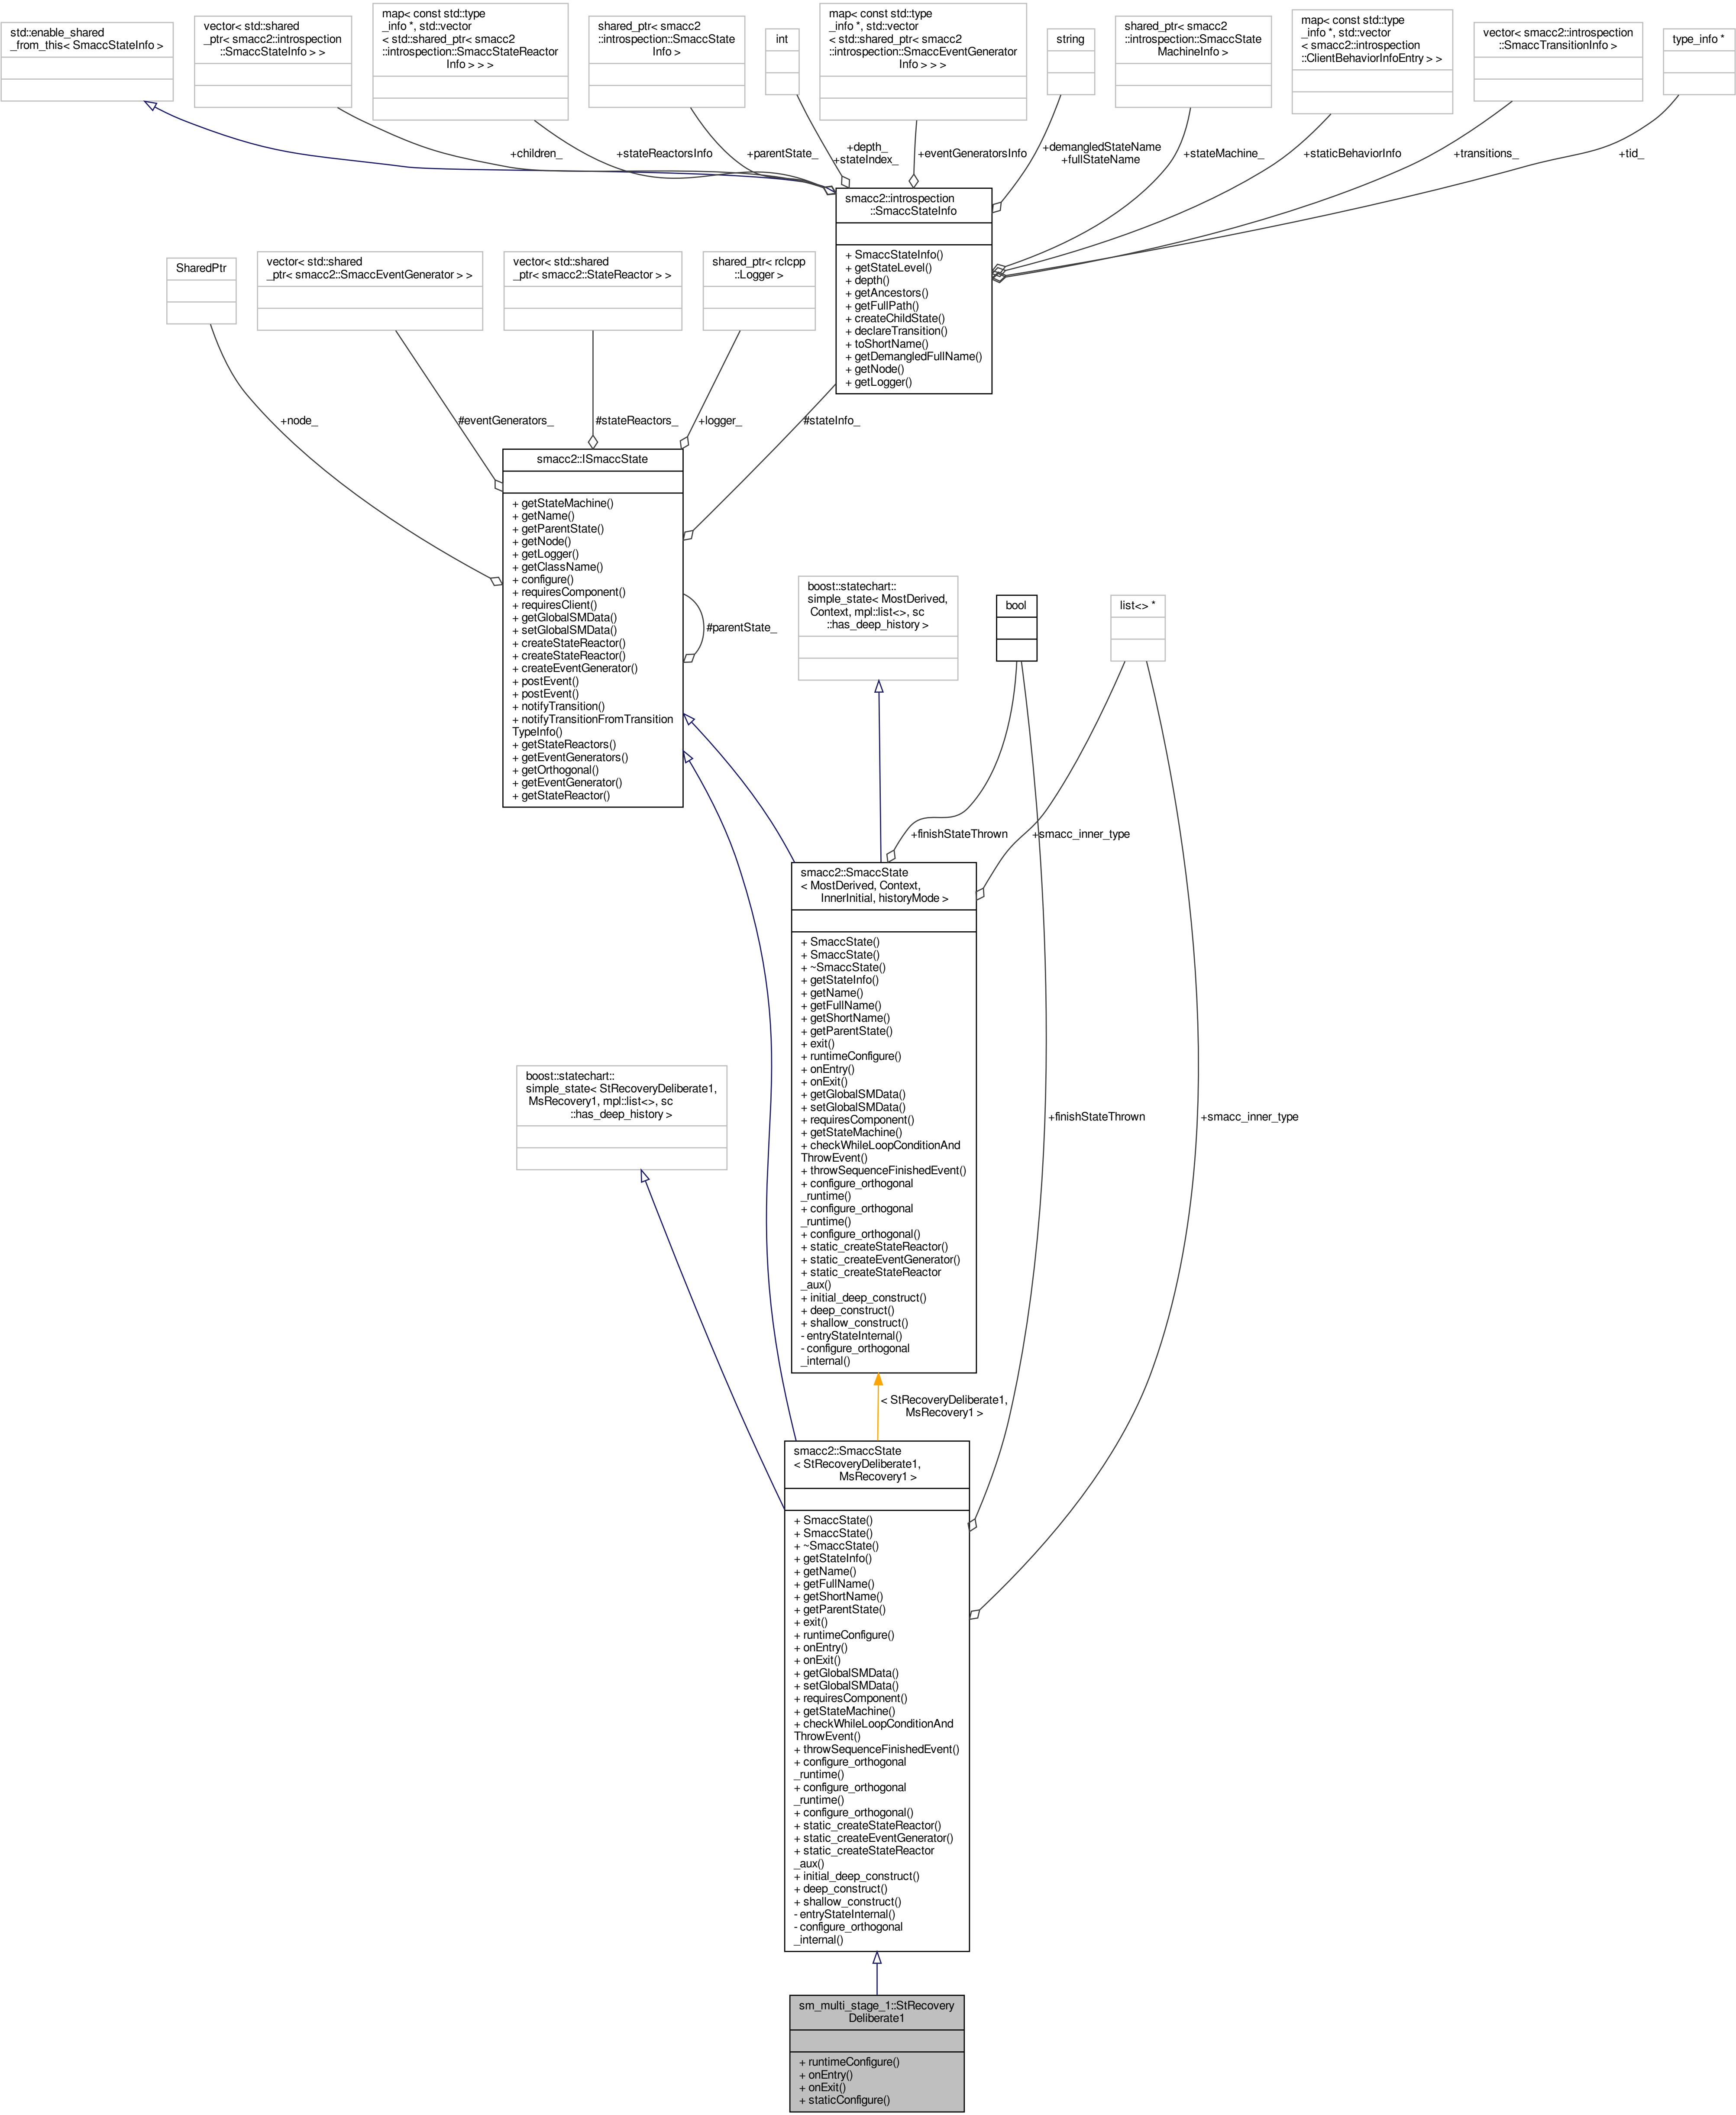 std::enable_shared
_from_this< SmaccStateInfo >
vector< std::shared
_ptr< smacc2::introspection
::SmaccStateInfo > >
map< const std::type
_info *, std::vector
< std::shared_ptr< smacc2
::introspection::SmaccStateReactor
Info > > >
shared_ptr< smacc2
::introspection::SmaccState
Info >
int
map< const std::type
_info *, std::vector
< std::shared_ptr< smacc2
::introspection::SmaccEventGenerator
Info > > >
string
shared_ptr< smacc2
::introspection::SmaccState
MachineInfo >
map< const std::type
_info *, std::vector
< smacc2::introspection
::ClientBehaviorInfoEntry > >
vector< smacc2::introspection
::SmaccTransitionInfo >
type_info *
+children_
+stateReactorsInfo
+parentState_
+depth_
+stateIndex_
+eventGeneratorsInfo
+demangledStateName
+fullStateName
+stateMachine_
+staticBehaviorInfo
+transitions_
+tid_
smacc2::introspection
::SmaccStateInfo
+ SmaccStateInfo()
+ getStateLevel()
+ depth()
+ getAncestors()
+ getFullPath()
+ createChildState()
+ declareTransition()
+ toShortName()
+ getDemangledFullName()
+ getNode()
+ getLogger()
SharedPtr
vector< std::shared
_ptr< smacc2::SmaccEventGenerator > >
vector< std::shared
_ptr< smacc2::StateReactor > >
shared_ptr< rclcpp
::Logger >
+node_
#eventGenerators_
#stateReactors_
+logger_
#stateInfo_
smacc2::ISmaccState
+ getStateMachine()
+ getName()
+ getParentState()
+ getNode()
+ getLogger()
+ getClassName()
+ configure()
+ requiresComponent()
+ requiresClient()
+ getGlobalSMData()
+ setGlobalSMData()
+ createStateReactor()
+ createStateReactor()
+ createEventGenerator()
+ postEvent()
+ postEvent()
+ notifyTransition()
+ notifyTransitionFromTransition
TypeInfo()
+ getStateReactors()
+ getEventGenerators()
+ getOrthogonal()
+ getEventGenerator()
+ getStateReactor()
#parentState_
boost::statechart::
simple_state< MostDerived,
Context, mpl::list<>, sc
::has_deep_history >
bool
list<> *
+finishStateThrown
+smacc_inner_type
smacc2::SmaccState
< MostDerived, Context,
InnerInitial, historyMode >
+ SmaccState()
+ SmaccState()
+ ~SmaccState()
+ getStateInfo()
+ getName()
+ getFullName()
+ getShortName()
+ getParentState()
+ exit()
+ runtimeConfigure()
+ onEntry()
+ onExit()
+ getGlobalSMData()
+ setGlobalSMData()
+ requiresComponent()
+ getStateMachine()
+ checkWhileLoopConditionAnd
ThrowEvent()
+ throwSequenceFinishedEvent()
+ configure_orthogonal
_runtime()
+ configure_orthogonal
_runtime()
+ configure_orthogonal()
+ static_createStateReactor()
+ static_createEventGenerator()
+ static_createStateReactor
_aux()
+ initial_deep_construct()
+ deep_construct()
+ shallow_construct()
- entryStateInternal()
- configure_orthogonal
_internal()
boost::statechart::
simple_state< StRecoveryDeliberate1,
MsRecovery1, mpl::list<>, sc
::has_deep_history >
+finishStateThrown
+smacc_inner_type
< StRecoveryDeliberate1,
MsRecovery1 >
smacc2::SmaccState
< StRecoveryDeliberate1,
MsRecovery1 >
+ SmaccState()
+ SmaccState()
+ ~SmaccState()
+ getStateInfo()
+ getName()
+ getFullName()
+ getShortName()
+ getParentState()
+ exit()
+ runtimeConfigure()
+ onEntry()
+ onExit()
+ getGlobalSMData()
+ setGlobalSMData()
+ requiresComponent()
+ getStateMachine()
+ checkWhileLoopConditionAnd
ThrowEvent()
+ throwSequenceFinishedEvent()
+ configure_orthogonal
_runtime()
+ configure_orthogonal
_runtime()
+ configure_orthogonal()
+ static_createStateReactor()
+ static_createEventGenerator()
+ static_createStateReactor
_aux()
+ initial_deep_construct()
+ deep_construct()
+ shallow_construct()
- entryStateInternal()
- configure_orthogonal
_internal()
sm_multi_stage_1::StRecovery
Deliberate1
+ runtimeConfigure()
+ onEntry()
+ onExit()
+ staticConfigure()